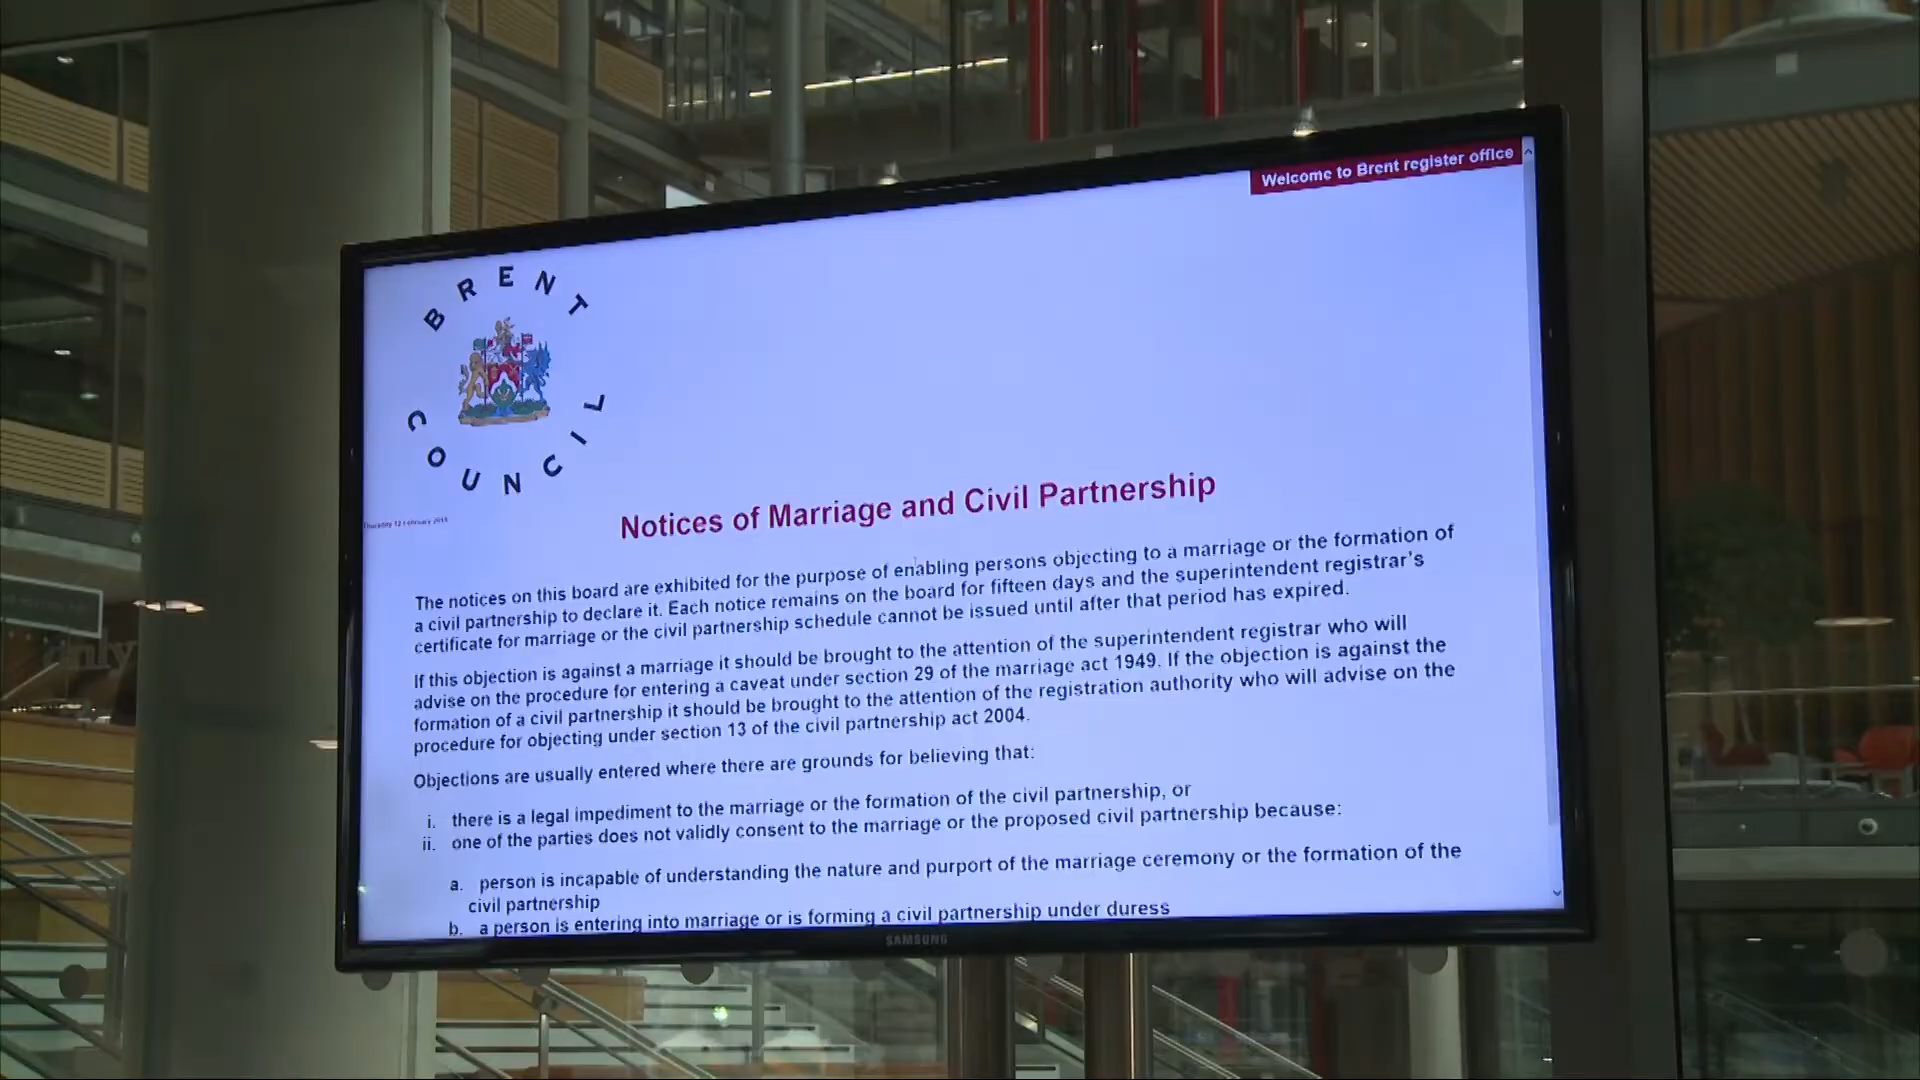 Welcome to Brent register office
BRENT
COUNCIL
Thursday 12 February 2015
Notices of Marriage and Civil Partnership
The notices on this board are exhibited for the purpose of enabling persons objecting to a marriage or the formation of
a civil partnership to declare it. Each notice remains on the board for fifteen days and the superintendent registrar's
certificate for marriage or the civil partnership schedule cannot be issued until after that period has expired.
If this objection is against a marriage it should be brought to the attention of the superintendent registrar who will
advise on the procedure for entering a caveat under section 29 of the marriage act 1949. If the objection is against the
formation of a civil partnership it should be brought to the attention of the registration authority who will advise on the
procedure for objecting under section 13 of the civil partnership act 2004.
Objections are usually entered where there are grounds for believing that:
i. there is a legal impediment to the marriage or the formation of the civil partnership, or
ii. one of the parties does not validly consent to the marriage or the proposed civil partnership because:
a. person is incapable of understanding the nature and purport of the marriage ceremony or the formation of the
civil partnership
b. a person is entering into marriage or is forming a civil partnership under duress
SAMSUNG